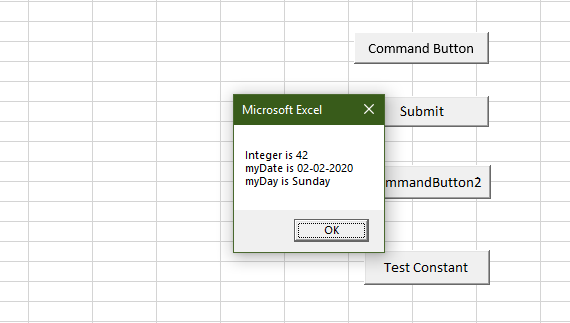 Command Button
Microsoft Excel
Submit
Integer is 42
myDate is 02-02-2020
myDay is Sunday
mmandButton2
OK
Test Constant